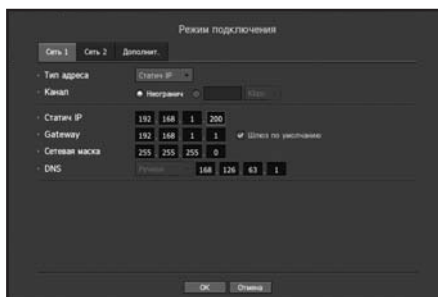 Режим подключения
Сеть 1 Сеть 2 Дополнит.
Тип адреса Статич IP
Канал Неогранич Kbps
Статич IP 192 168 1 200
Gateway 192 168 1 1 Шлюз по умолчанию
Сетевая маска 255 255 255 0
DNS Ручная 168 126 63 1
OK Отмена